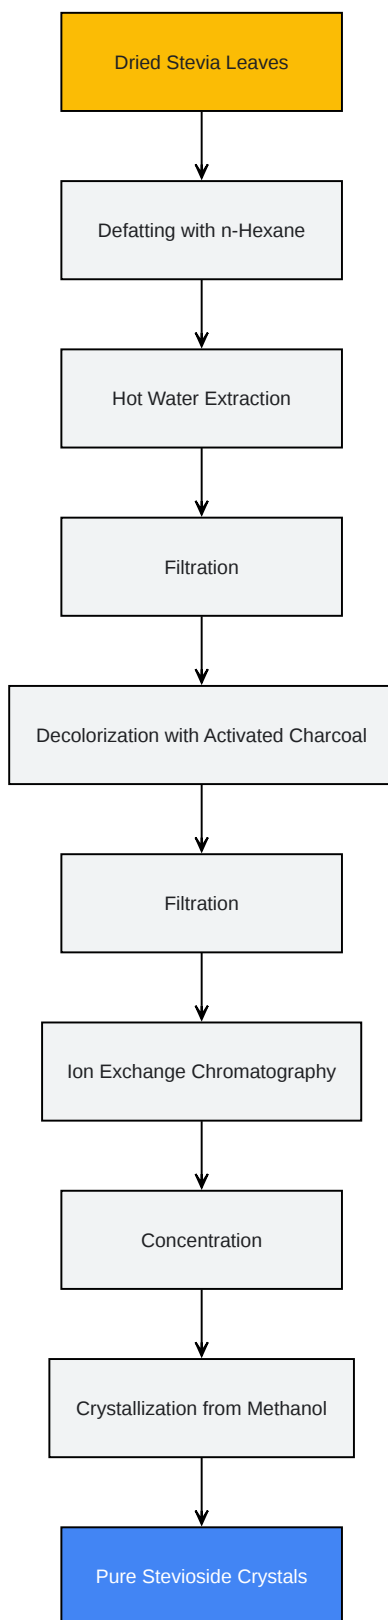 Dried Stevia Leaves
Defatting with n-Hexane
Hot Water Extraction
Filtration
Decolorization with Activated Charcoal
Filtration
Ion Exchange Chromatography
Concentration
Crystallization from Methanol
Pure Stevioside Crystals